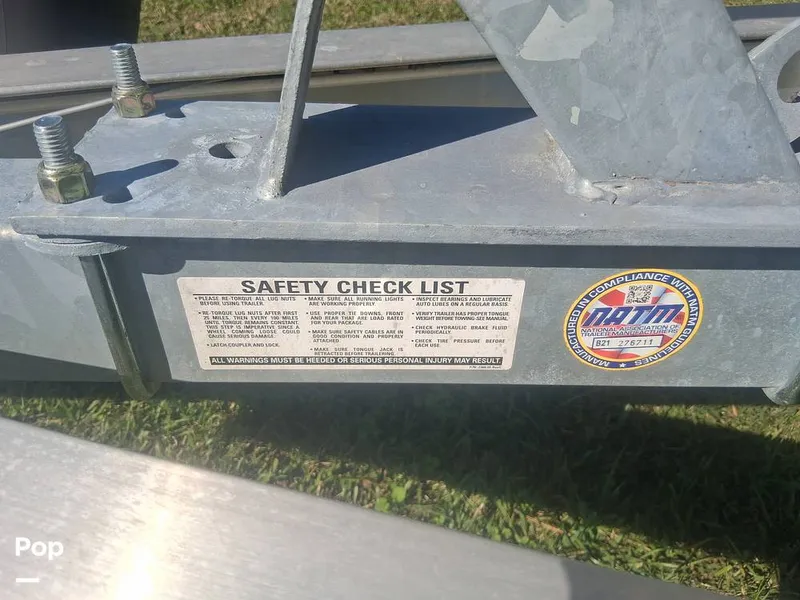 SAFETY CHECK LIST
• PLEASE RE-TORQUE ALL LUG NUTS
BEFORE USING TRAILER.
• RE-TORQUE LUG NUTS AFTER FIRST
25 MILES, THEN EVERY 100 MILES
UNTIL TORQUE REMAINS CONSTANT.
THIS STEP IS IMPERATIVE SINCE A
WHEEL COMING LOOSE COULD
CAUSE SERIOUS DAMAGE.
• LATCH COUPLER AND LOCK.
• MAKE SURE ALL RUNNING LIGHTS
ARE WORKING PROPERLY.
• USE PROPER TIE DOWNS, FRONT
AND REAR THAT ARE LOAD RATED
FOR YOUR PACKAGE.
• MAKE SURE SAFETY CABLES ARE IN
GOOD CONDITION AND PROPERLY
ATTACHED.
• MAKE SURE TONGUE JACK IS
RETRACTED BEFORE TRAILERING.
• INSPECT BEARINGS AND LUBRICATE
AUTO LUBES ON A REGULAR BASIS.
• VERIFY TRAILER HAS PROPER TONGUE
WEIGHT BEFORE TOWING. SEE MANUAL.
• CHECK HYDRAULIC BRAKE FLUID
PERIODICALLY.
• CHECK TIRE PRESSURE BEFORE
EACH USE.
ALL WARNINGS MUST BE HEEDED OR SERIOUS PERSONAL INJURY MAY RESULT.
MANUFACTURED IN COMPLIANCE WITH NATM GUIDELINES
NATM
NATIONAL ASSOCIATION OF
TRAILER MANUFACTURERS
B21 276711
Pop